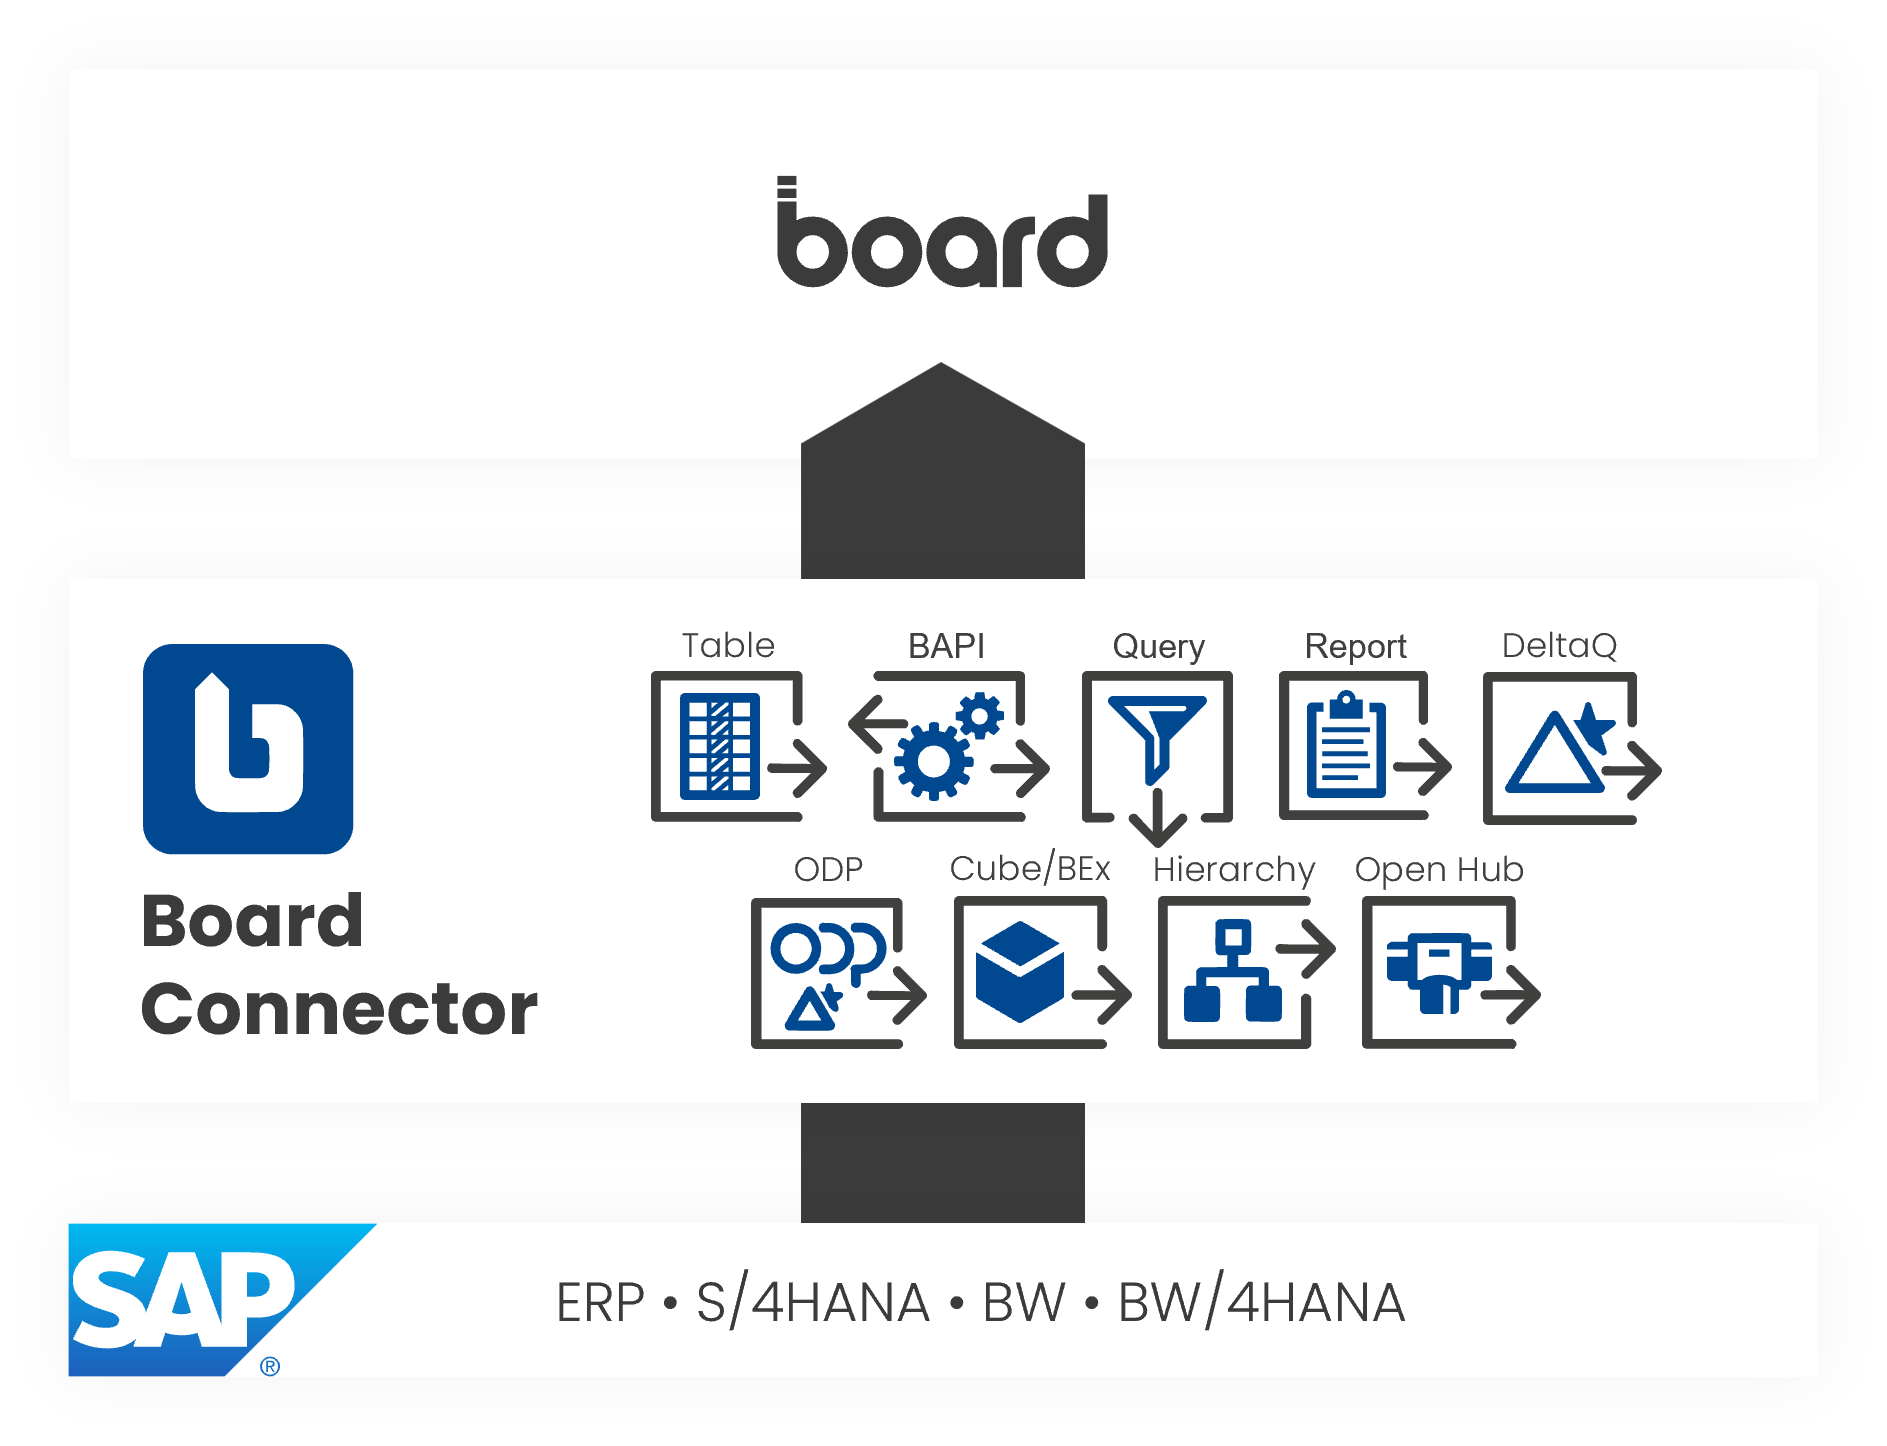 board
Table BAPI Query Report DeltaQ
Board
Connector
ODP Cube/BEx Hierarchy Open Hub
ODP
SAP
®
ERP • S/4HANA • BW • BW/4HANA